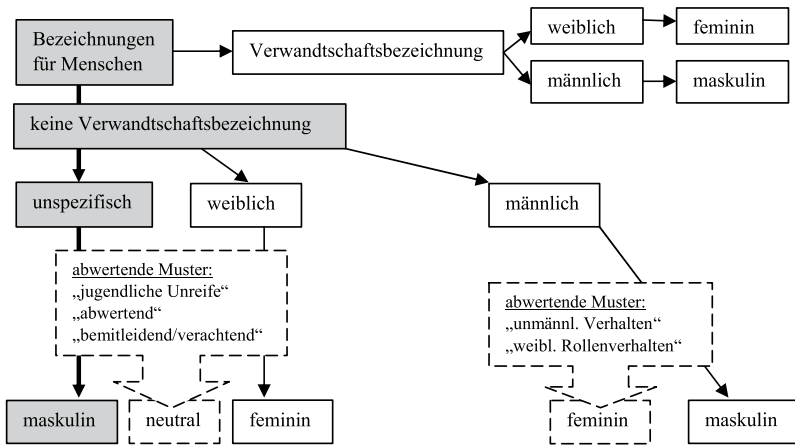 Bezeichnungen
für Menschen
Verwandtschaftsbezeichnung
weiblich
feminin
männlich
maskulin
keine Verwandtschaftsbezeichnung
unspezifisch
weiblich
männlich
abwertende Muster:
„jugendliche Unreife“
„abwertend“
„bemitleidend/verachtend“
abwertende Muster:
„unmännl. Verhalten“
„weibl. Rollenverhalten“
maskulin
neutral
feminin
feminin
maskulin